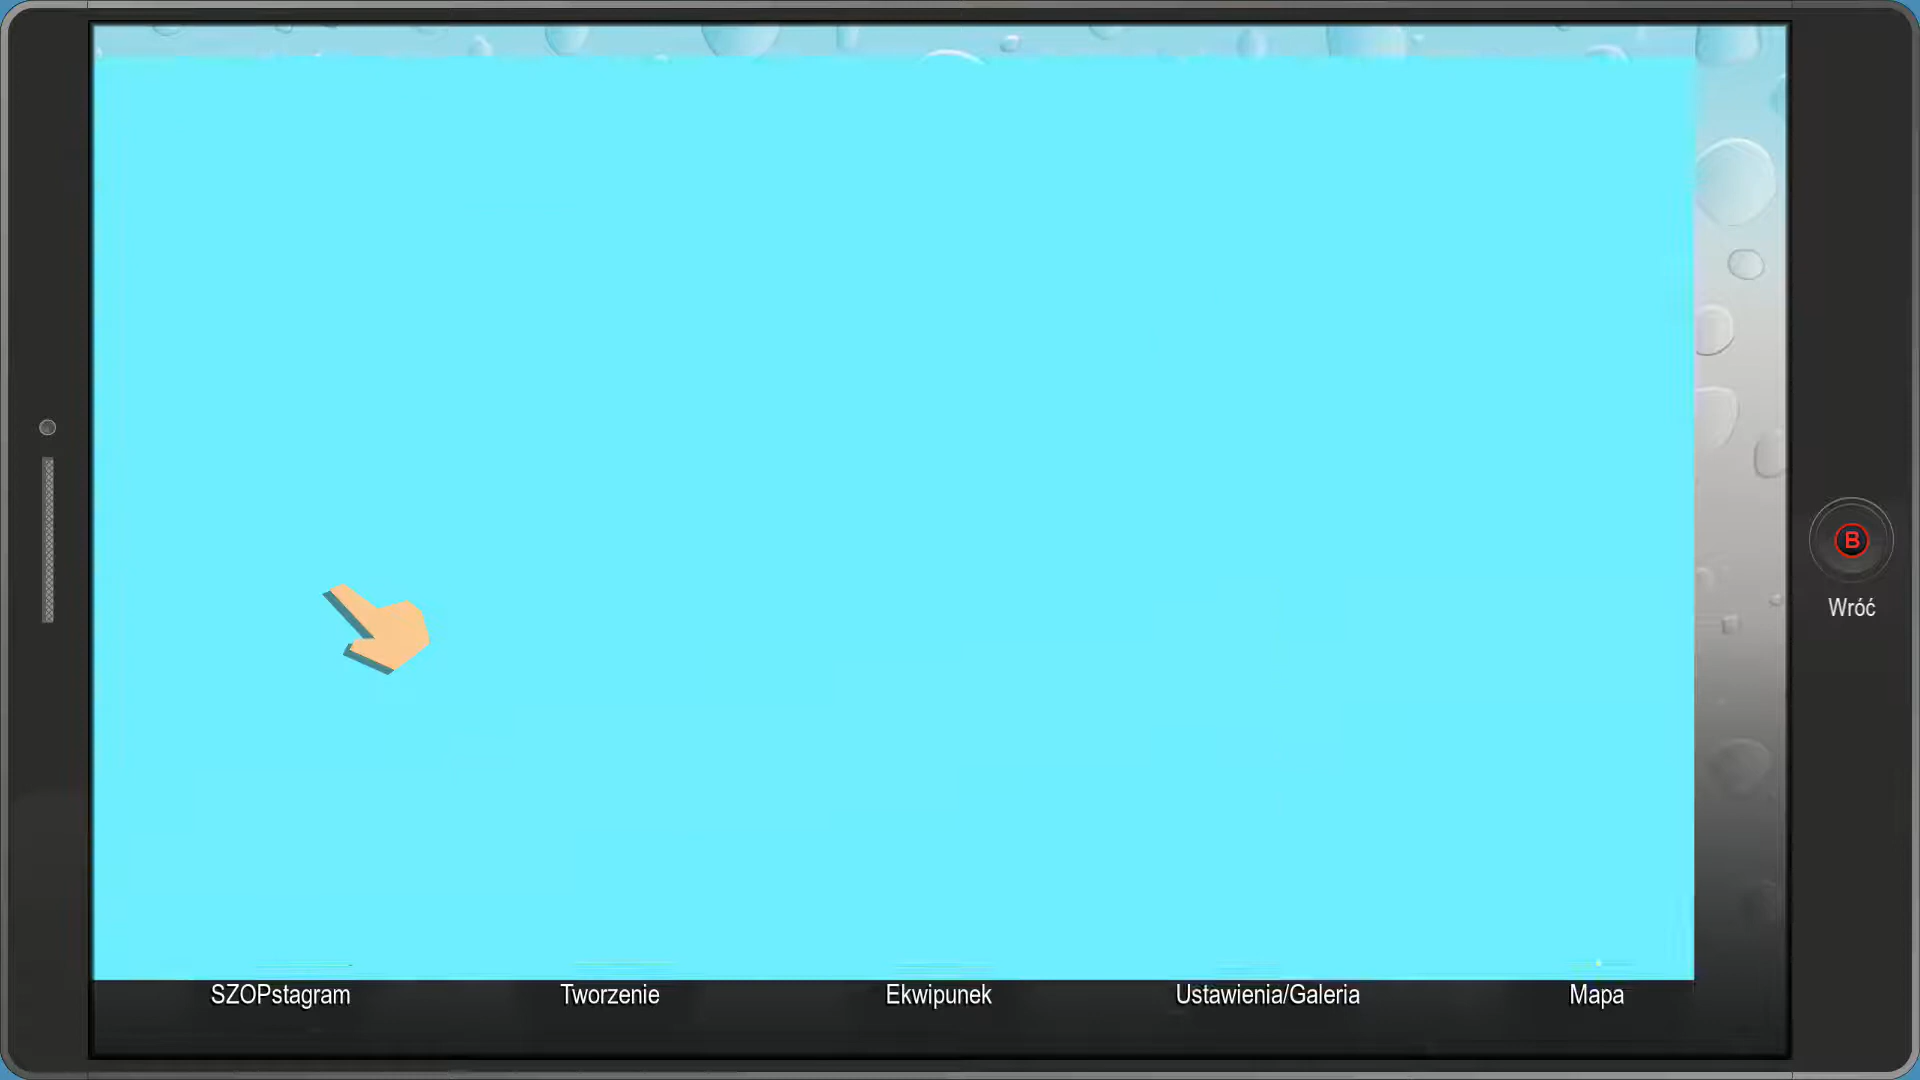 B
Wróć
SZOPstagram
Tworzenie
Ekwipunek
Ustawienia/Galeria
Mapa